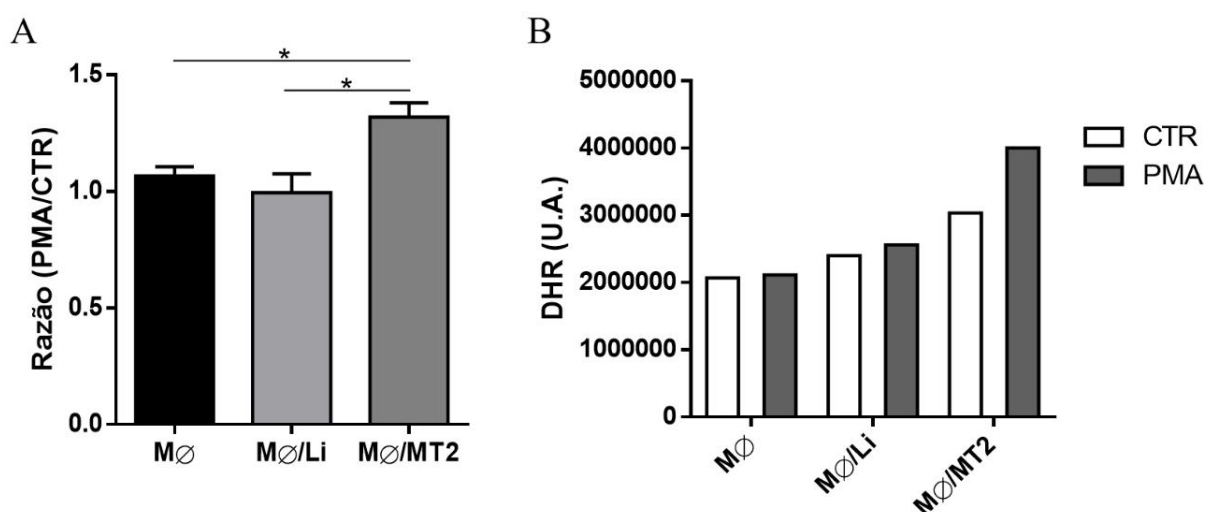 A
*
*
Razão (PMA/CTR)
1.5
1.0
0.5
0.0
M∅
M∅/Li
M∅/MT2
B
DHR (U.A.)
5000000
4000000
3000000
2000000
1000000
0
M∅
M∅/Li
M∅/MT2
CTR
PMA